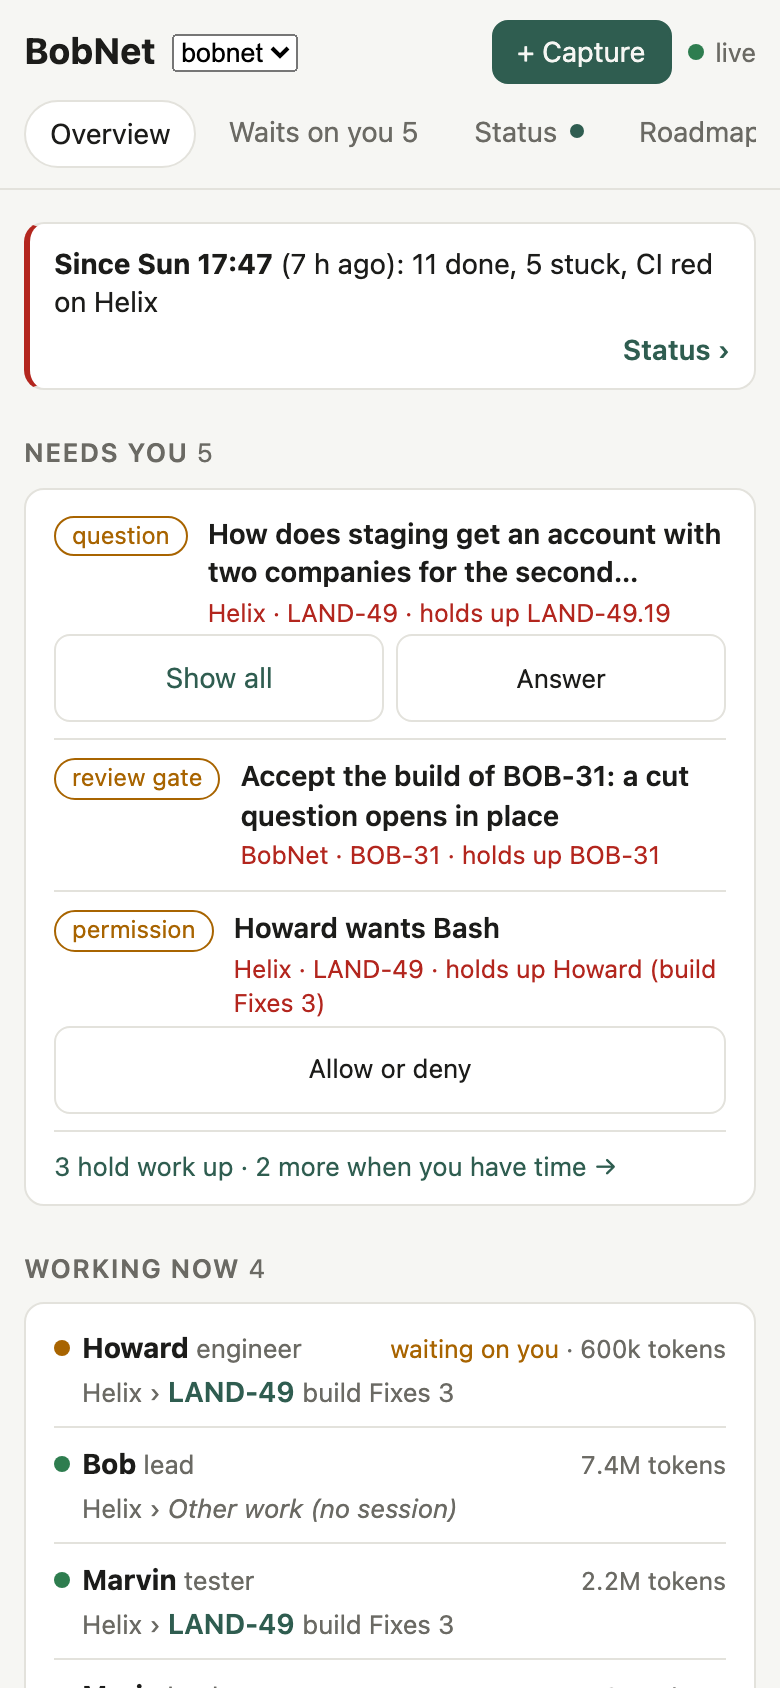 BobNet bobnet + Capture live
Overview Waits on you 5 Status Roadmap
Since Sun 17:47 (7 h ago): 11 done, 5 stuck, CI red
on Helix
Status ›
NEEDS YOU 5
question How does staging get an account with
two companies for the second...
Helix · LAND-49 · holds up LAND-49.19
Show all Answer
review gate Accept the build of BOB-31: a cut
question opens in place
BobNet · BOB-31 · holds up BOB-31
permission Howard wants Bash
Helix · LAND-49 · holds up Howard (build
Fixes 3)
Allow or deny
3 hold work up · 2 more when you have time →
WORKING NOW 4
Howard engineer waiting on you · 600k tokens
Helix › LAND-49 build Fixes 3
Bob lead 7.4M tokens
Helix › Other work (no session)
Marvin tester 2.2M tokens
Helix › LAND-49 build Fixes 3